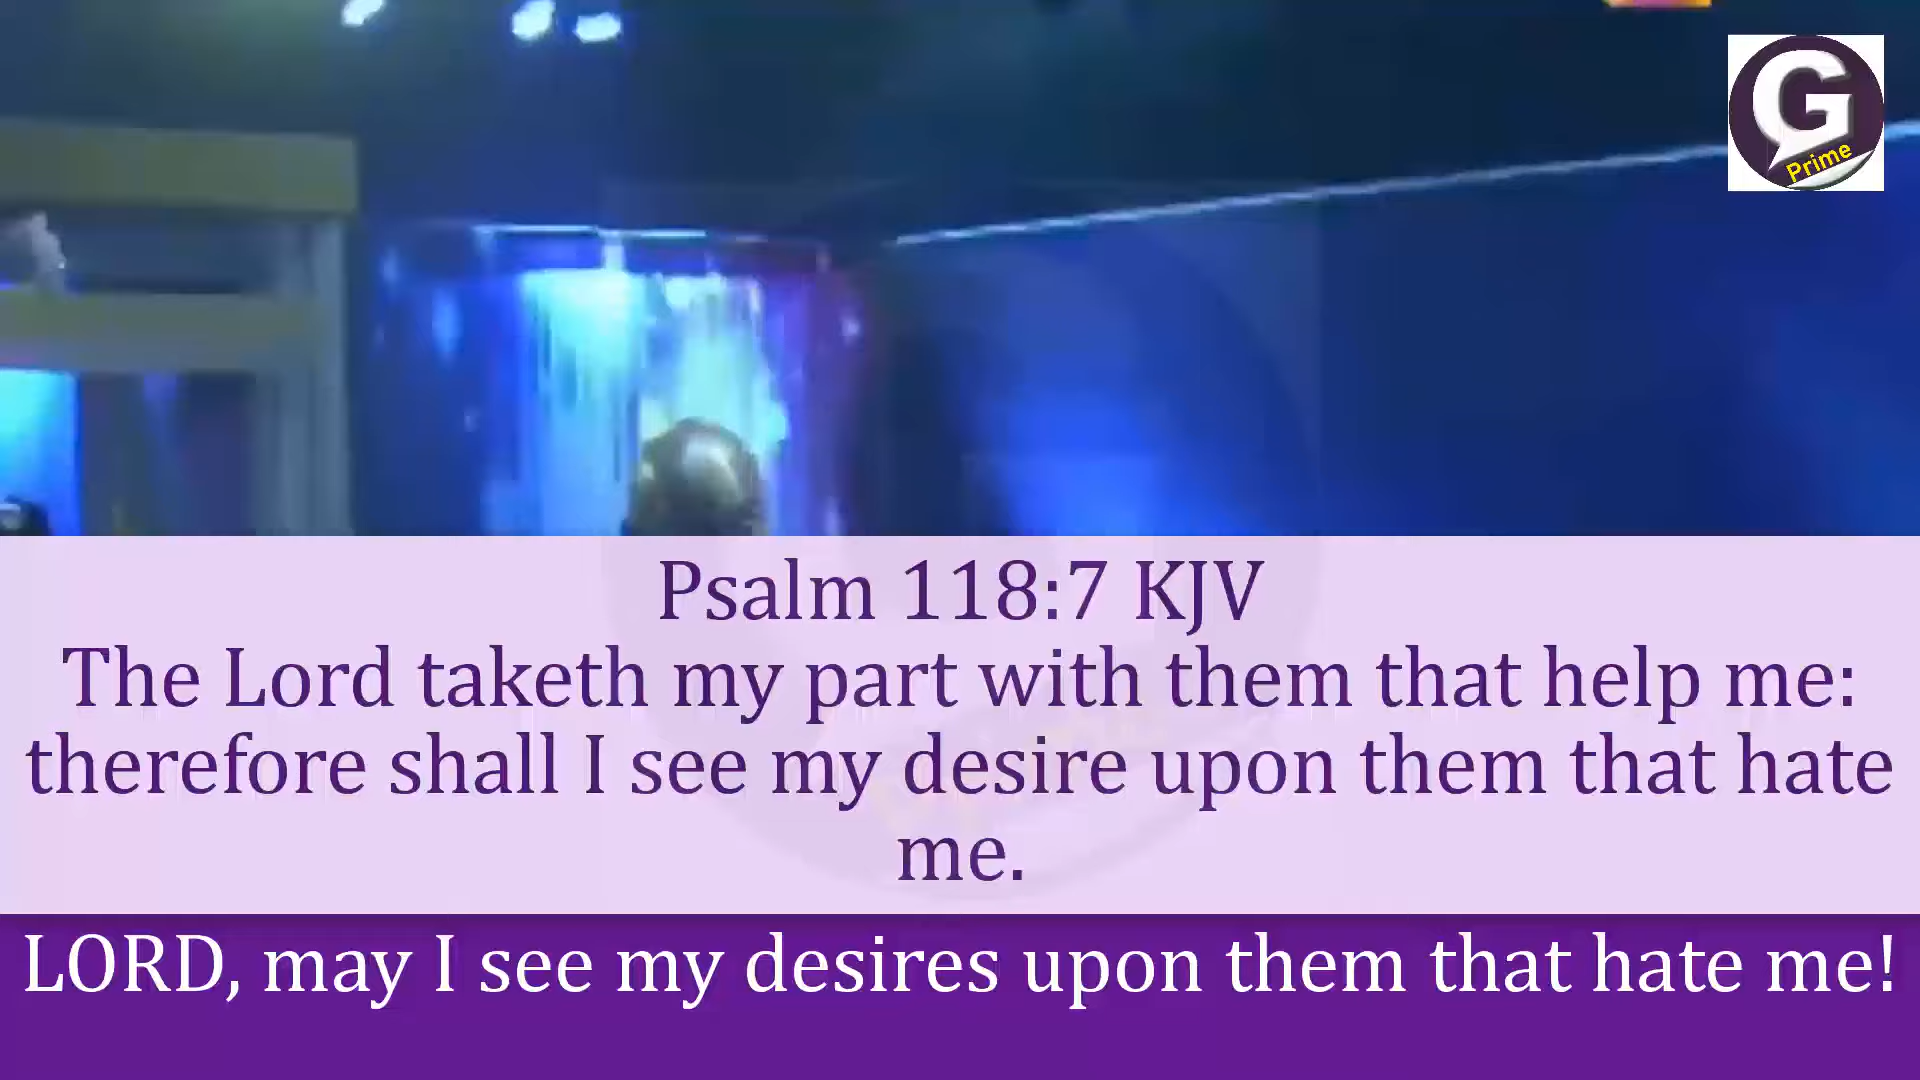 G
Prime
Psalm 118:7 KJV
The Lord taketh my part with them that help me:
therefore shall I see my desire upon them that hate
me.
LORD, may I see my desires upon them that hate me!